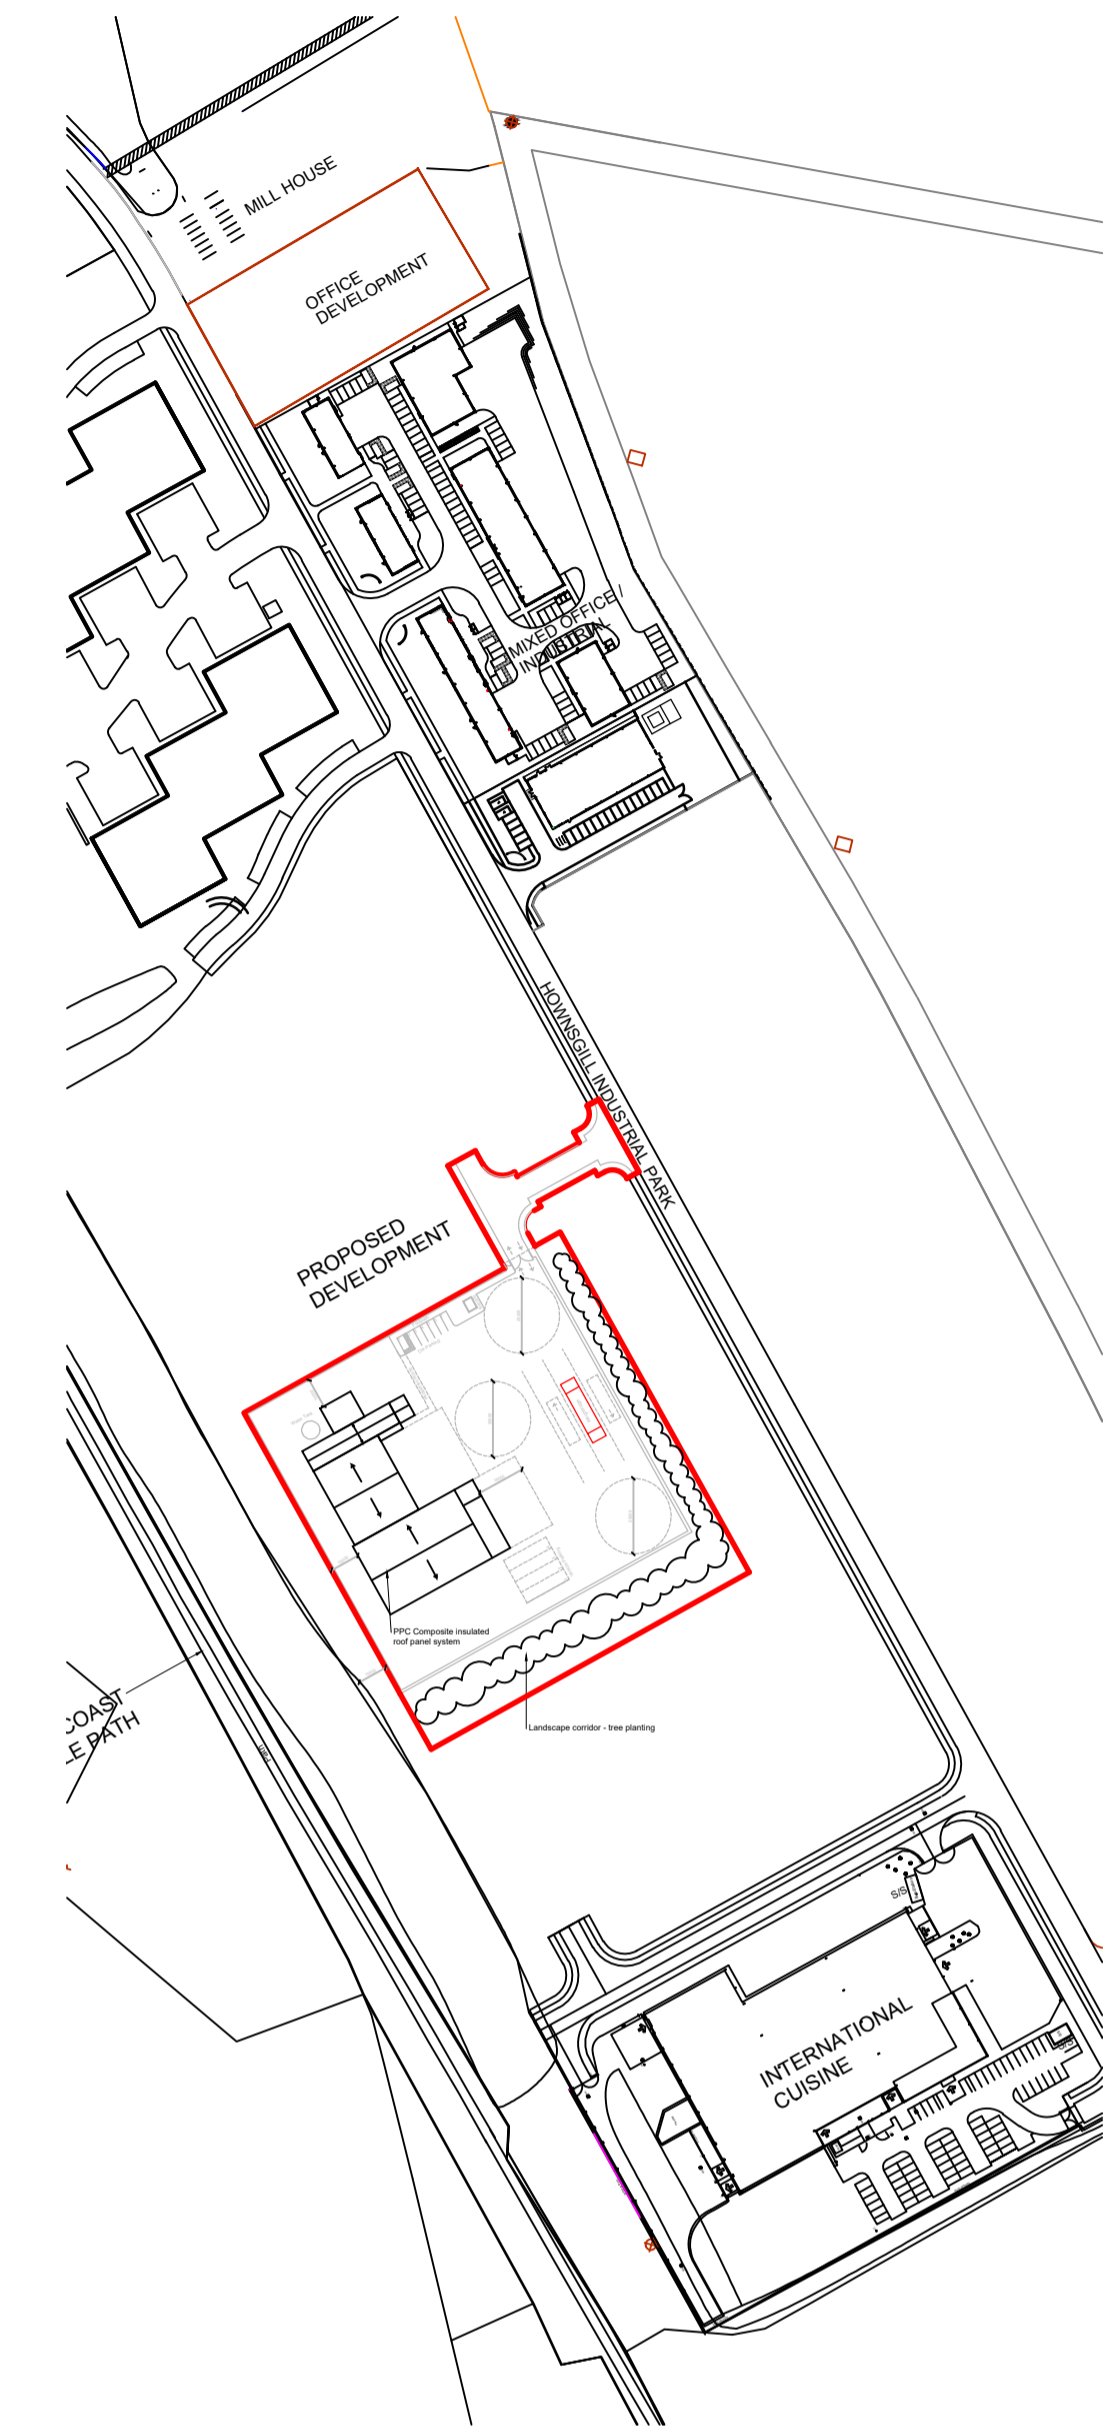 MILL HOUSE
OFFICE
DEVELOPMENT
MIXED OFFICE /
INDUSTRIAL
HOWNSGILL INDUSTRIAL PARK
PROPOSED
DEVELOPMENT
PPC Composite insulated
roof panel system
Landscape corridor - tree planting
COAST
LE PATH
Path
S/S
INTERNATIONAL
CUISINE
S/S